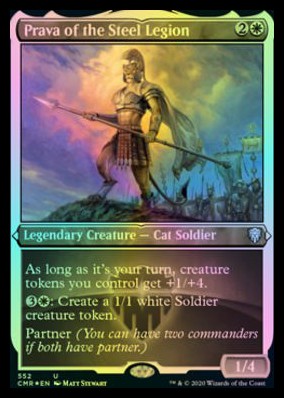 Prava of the Steel Legion 2
Legendary Creature — Cat Soldier
As long as it's your turn, creature
tokens you control get +1/+4.
3: Create a 1/1 white Soldier
creature token.
Partner (You can have two commanders
if both have partner.)
1/4
552 U
CMR EN Matt Stewart
™ & © 2020 Wizards of the Coast